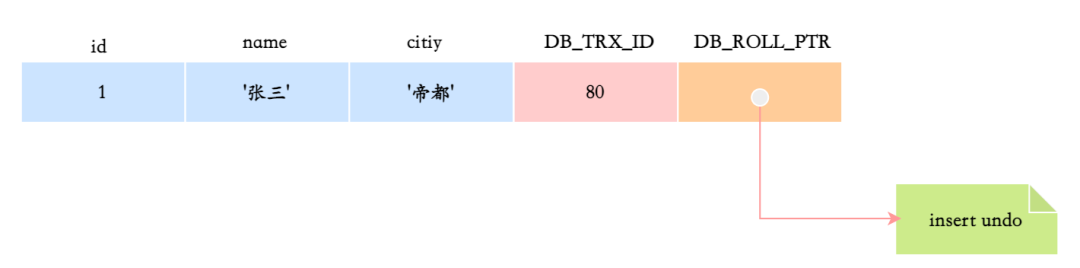 id name citiy DB_TRX_ID DB_ROLL_PTR
1 '张三' '帝都' 80
insert undo